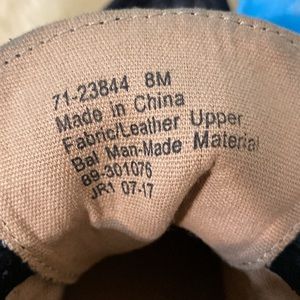 71-23844 8M
Made in China
Fabric/Leather Upper
Bal Man-Made Material
89-301076
JR1 07-17